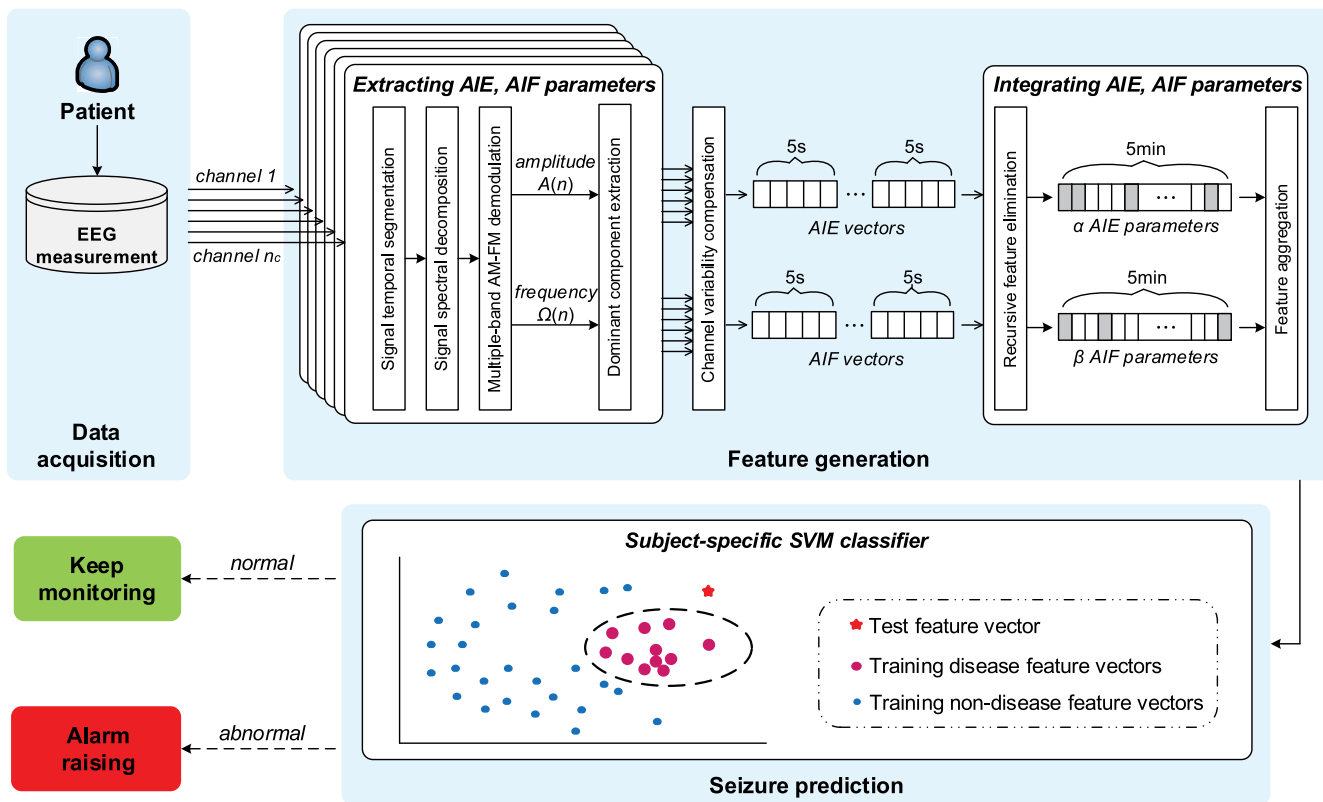 Patient
EEG
measurement
Data
acquisition
channel 1
channel nc
Extracting AIE, AIF parameters
Signal temporal segmentation
Signal spectral decomposition
Multiple-band AM-FM demodulation
amplitude
A(n)
frequency
Ω(n)
Dominant component extraction
Channel variability compensation
5s
5s
...
AIE vectors
5s
5s
...
AIF vectors
Integrating AIE, AIF parameters
Recursive feature elimination
5min
...
α AIE parameters
5min
...
β AIF parameters
Feature aggregation
Feature generation
Subject-specific SVM classifier
Test feature vector
Training disease feature vectors
Training non-disease feature vectors
Seizure prediction
normal
Keep
monitoring
abnormal
Alarm
raising